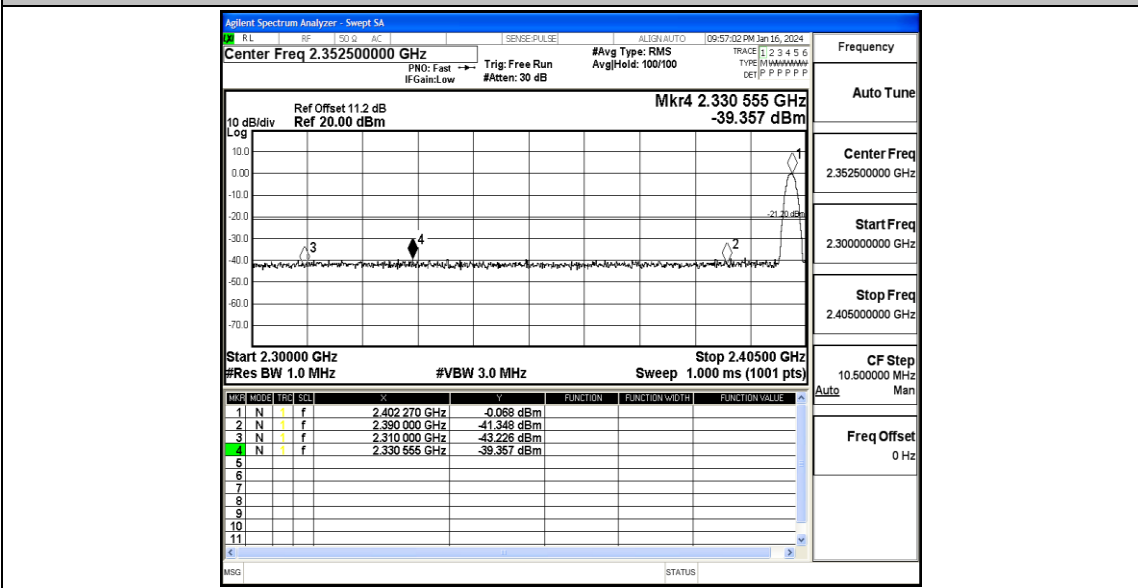 Agilent Spectrum Analyzer - Swept SA
RL RF 50 Ω AC SENSE:PULSE ALIGNAUTO 09:57:02 PM Jan 16, 2024
Center Freq 2.352500000 GHz
PNO: Fast
IFGain:Low
Trig: Free Run
#Atten: 30 dB
#Avg Type: RMS
Avg|Hold: 100/100
TRACE 1 2 3 4 5 6
TYPE M
DET P P P P P P
Mkr4 2.330 555 GHz
-39.357 dBm
Ref Offset 11.2 dB
10 dB/div Ref 20.00 dBm
Log
10.0
0.00
-10.0
-20.0
-30.0
-40.0
-50.0
-60.0
-70.0
1
-21.20 dBm
2
3
4
Start 2.30000 GHz Stop 2.40500 GHz
#Res BW 1.0 MHz #VBW 3.0 MHz Sweep 1.000 ms (1001 pts)
MKR MODE TRC SCL X Y FUNCTION FUNCTION WIDTH FUNCTION VALUE
1 N 1 f 2.402 270 GHz -0.068 dBm
2 N 1 f 2.390 000 GHz -41.348 dBm
3 N 1 f 2.310 000 GHz -43.226 dBm
4 N 1 f 2.330 555 GHz -39.357 dBm
5
6
7
8
9
10
11
MSG STATUS
Frequency
Auto Tune
Center Freq
2.352500000 GHz
Start Freq
2.300000000 GHz
Stop Freq
2.405000000 GHz
CF Step
10.500000 MHz
Auto Man
Freq Offset
0 Hz